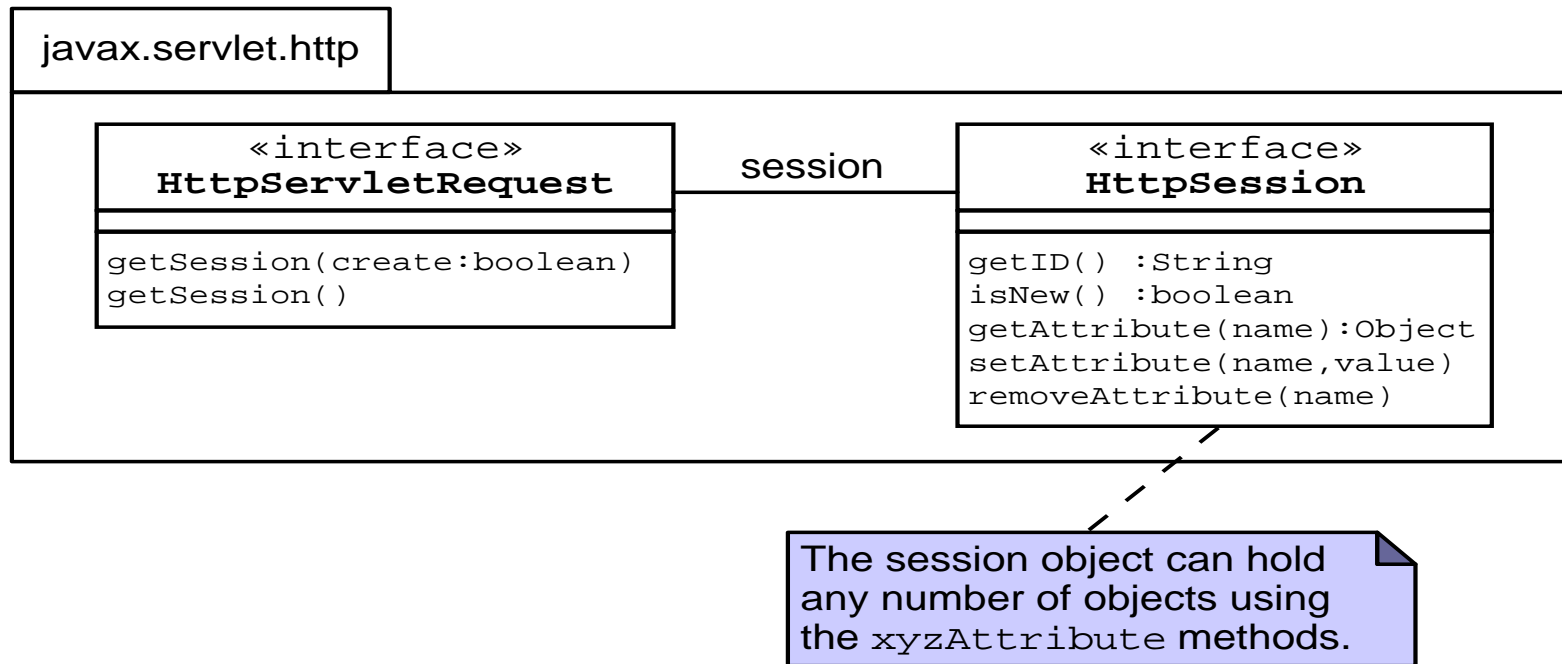 javax.servlet.http
«interface»
HttpServletRequest
getSession(create:boolean)
getSession()
session
«interface»
HttpSession
getID() :String
isNew() :boolean
getAttribute(name):Object
setAttribute(name,value)
removeAttribute(name)
The session object can hold
any number of objects using
the xyzAttribute methods.